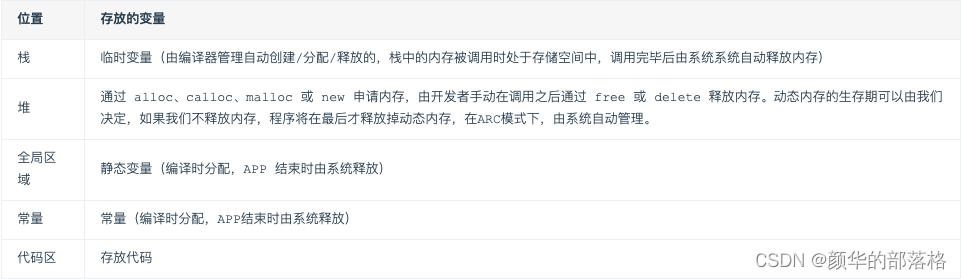 位置 存放的变量
栈 临时变量（由编译器管理自动创建/分配/释放的，栈中的内存被调用时处于存储空间中，调用完毕后由系统系统自动释放内存）
堆 通过 alloc、calloc、malloc 或 new 申请内存，由开发者手动在调用之后通过 free 或 delete 释放内存。动态内存的生存期可以由我们
决定，如果我们不释放内存，程序将在最后才释放掉动态内存，在ARC模式下，由系统自动管理。
全局区
域 静态变量（编译时分配，APP 结束时由系统释放）
常量 常量（编译时分配，APP结束时由系统释放）
代码区 存放代码
CSDN @颜华的部落格